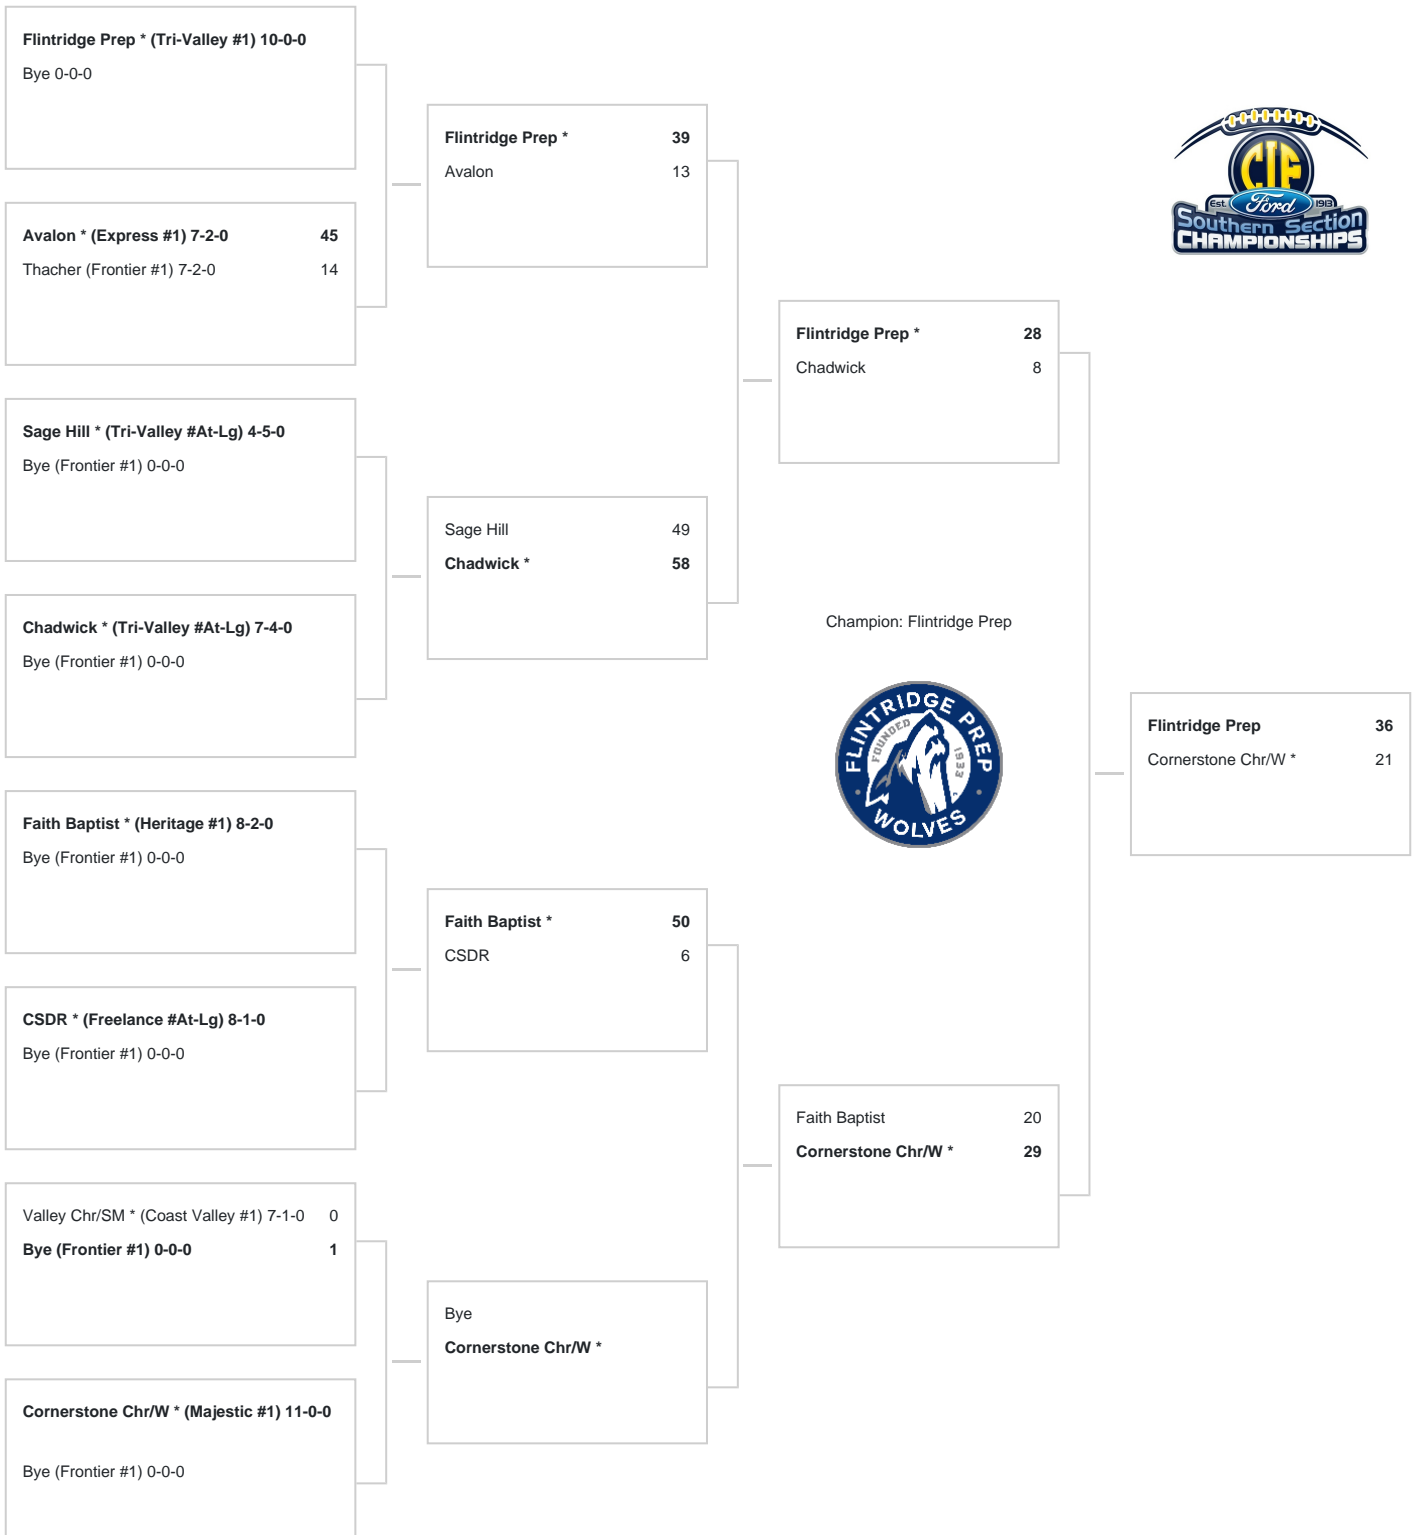 Flintridge Prep * (Tri-Valley #1) 10-0-0
Bye 0-0-0
Avalon * (Express #1) 7-2-0 45
Thacher (Frontier #1) 7-2-0 14
Sage Hill * (Tri-Valley #At-Lg) 4-5-0
Bye (Frontier #1) 0-0-0
Chadwick * (Tri-Valley #At-Lg) 7-4-0
Bye (Frontier #1) 0-0-0
Faith Baptist * (Heritage #1) 8-2-0
Bye (Frontier #1) 0-0-0
CSDR * (Freelance #At-Lg) 8-1-0
Bye (Frontier #1) 0-0-0
Valley Chr/SM * (Coast Valley #1) 7-1-0 0
Bye (Frontier #1) 0-0-0 1
Cornerstone Chr/W * (Majestic #1) 11-0-0
Bye (Frontier #1) 0-0-0
Flintridge Prep * 39
Avalon 13
Sage Hill 49
Chadwick * 58
Faith Baptist * 50
CSDR 6
Bye
Cornerstone Chr/W *
Flintridge Prep * 28
Chadwick 8
Faith Baptist 20
Cornerstone Chr/W * 29
Champion: Flintridge Prep
FLINTRIDGE PREP
FOUNDED 1933
WOLVES
Flintridge Prep 36
Cornerstone Chr/W * 21
CIF
Est. Ford 1913
Southern Section
CHAMPIONSHIPS